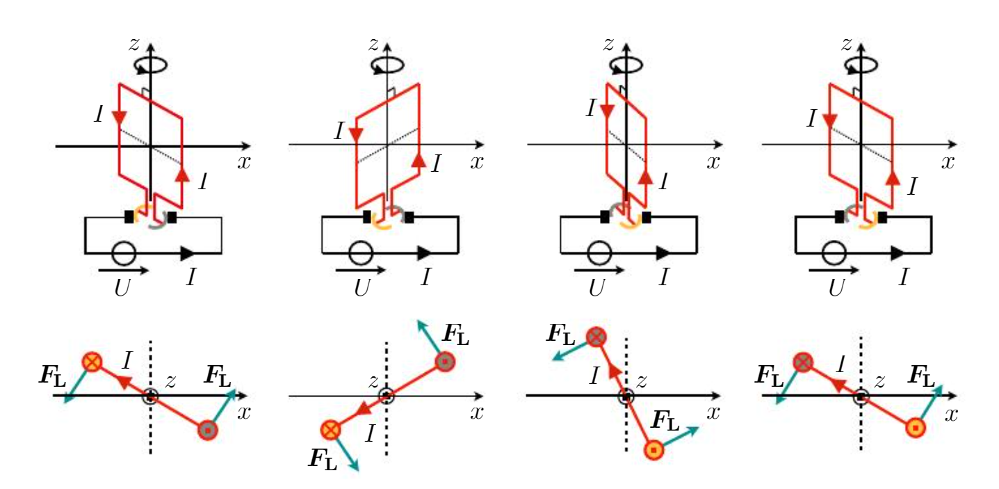 z z z z
I I I I
x x x x
I I I I
U I U I U I U I
F_L I z F_L x
z F_L x I F_L
F_L I z F_L x
F_L I z F_L x